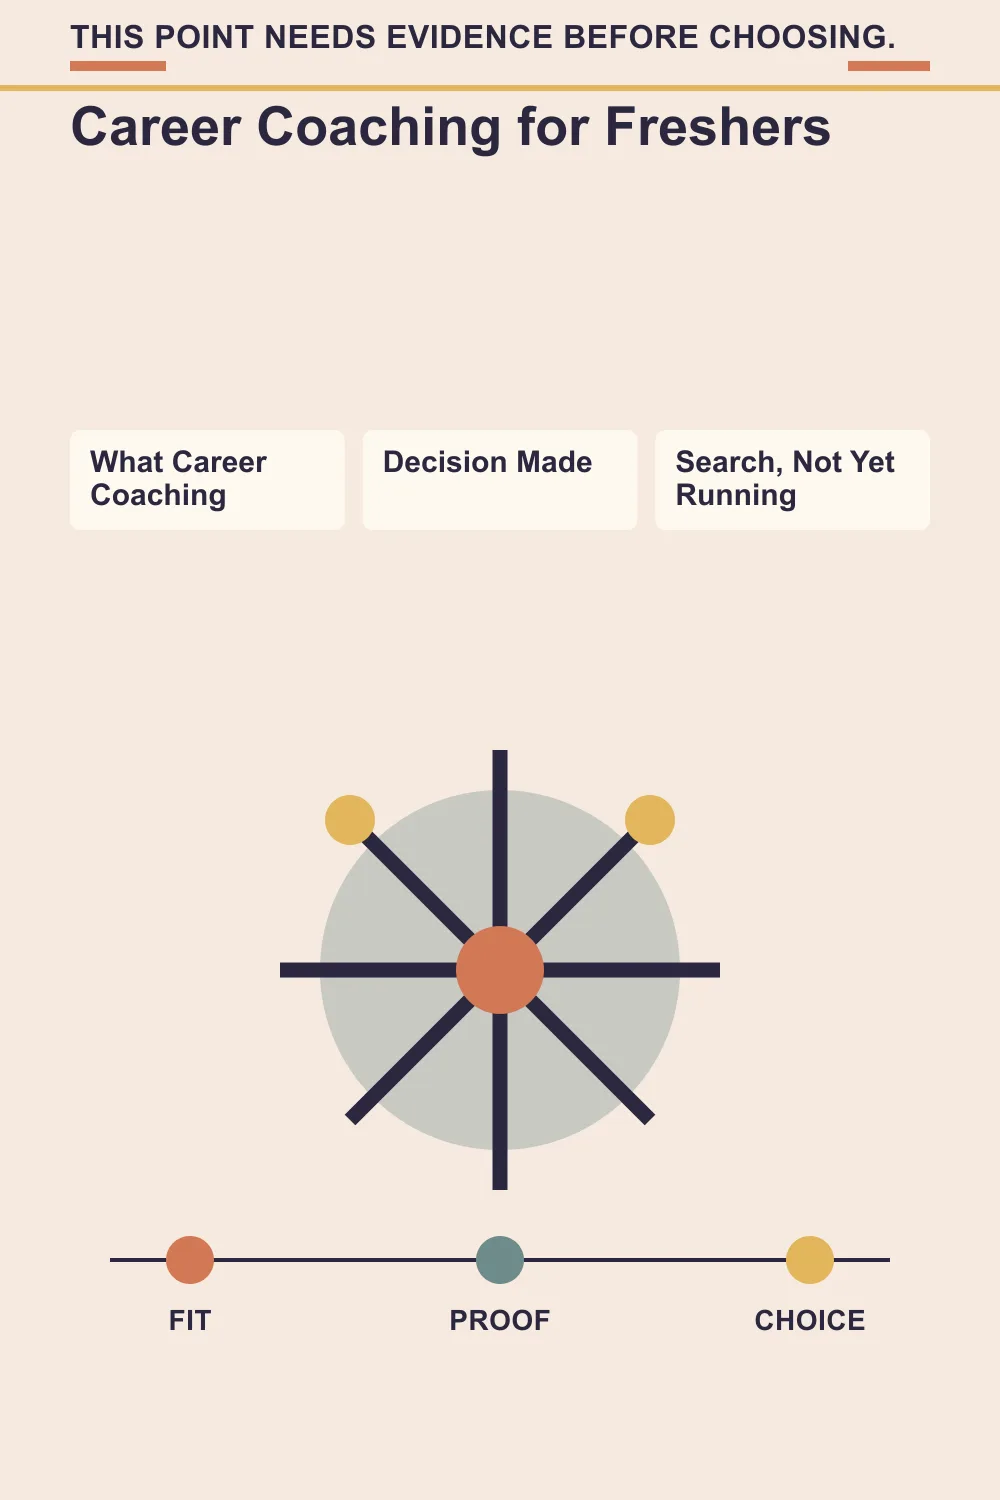 THIS POINT NEEDS EVIDENCE BEFORE CHOOSING.
Career Coaching for Freshers
What Career
Coaching
Decision Made
Search, Not Yet
Running
FIT
PROOF
CHOICE